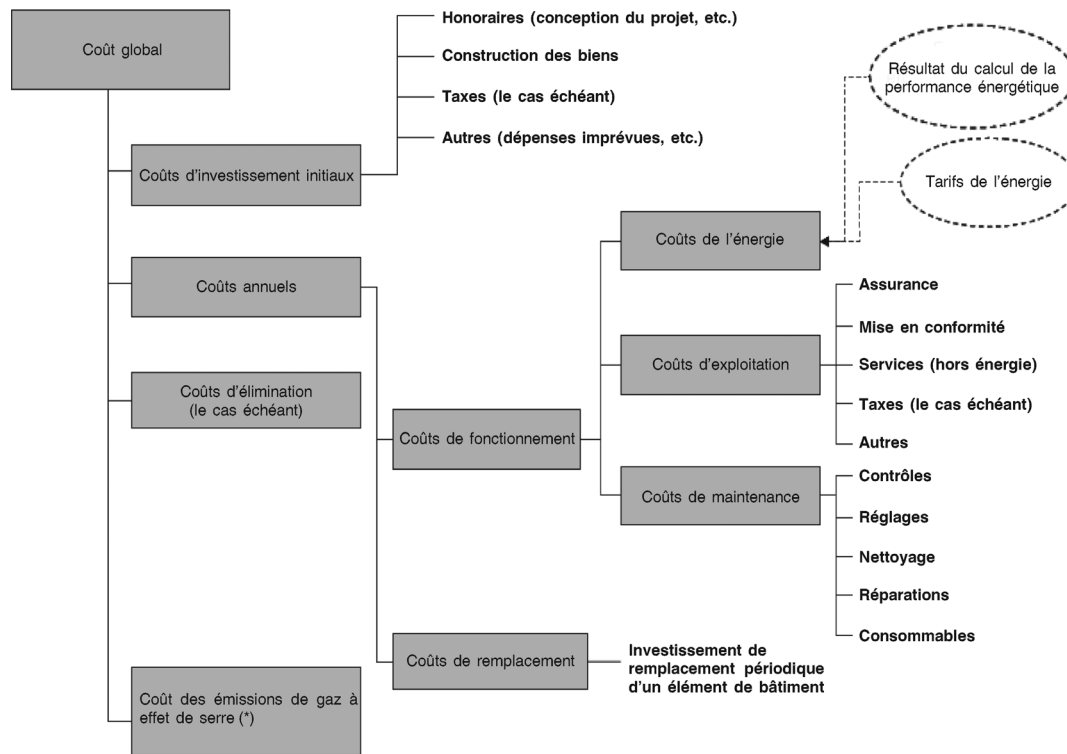 Coût global
Honoraires (conception du projet, etc.)
Construction des biens
Taxes (le cas échéant)
Autres (dépenses imprévues, etc.)
Coûts d'investissement initiaux
Résultat du calcul de la
performance énergétique
Tarifs de l'énergie
Coûts de l'énergie
Coûts annuels
Assurance
Mise en conformité
Coûts d'exploitation
Services (hors énergie)
Taxes (le cas échéant)
Autres
Coûts d'élimination
(le cas échéant)
Coûts de fonctionnement
Coûts de maintenance
Contrôles
Réglages
Nettoyage
Réparations
Consommables
Coûts de remplacement
Investissement de
remplacement périodique
d'un élément de bâtiment
Coût des émissions de gaz à
effet de serre (*)